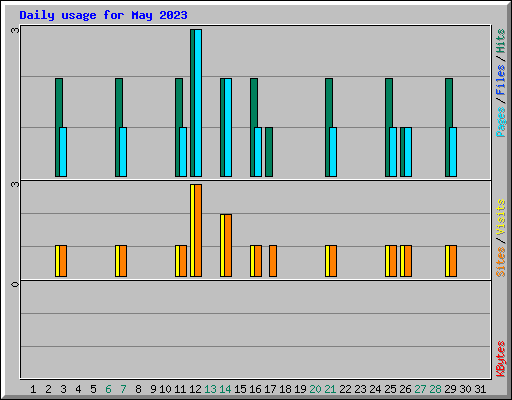 Daily usage for May 2023
3
3
0
Pages/Files/Hits
Sites/Visits
KBytes
1 2 3 4 5 6 7 8 9 10 11 12 13 14 15 16 17 18 19 20 21 22 23 24 25 26 27 28 29 30 31